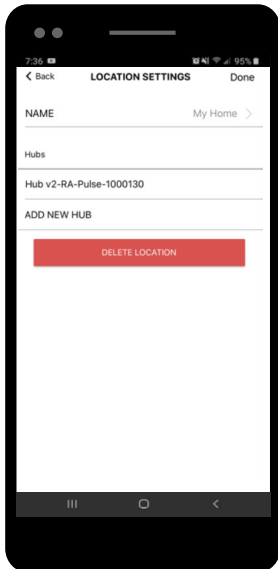 7:36 95%
Back LOCATION SETTINGS Done
NAME My Home
Hubs
Hub v2-RA-Pulse-1000130
ADD NEW HUB
DELETE LOCATION